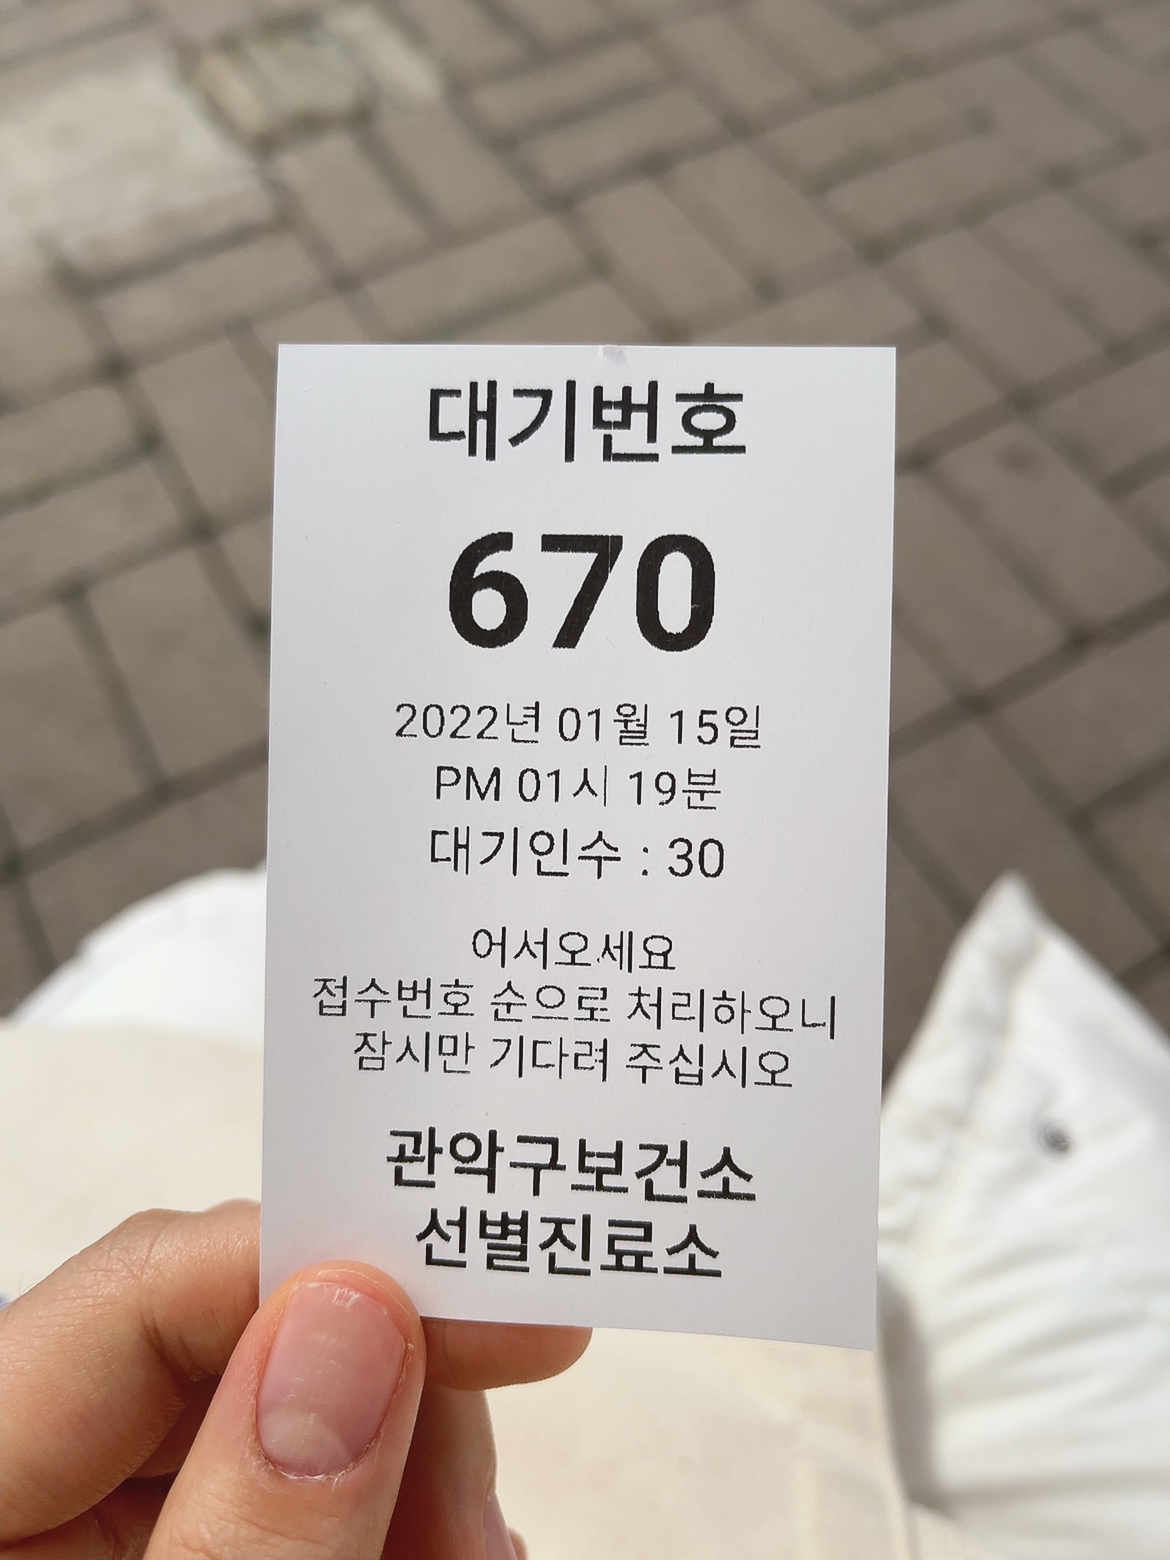 대기번호
670
2022년 01월 15일
PM 01시 19분
대기인수 : 30
어서오세요
접수번호 순으로 처리하오니
잠시만 기다려 주십시오
관악구보건소
선별진료소